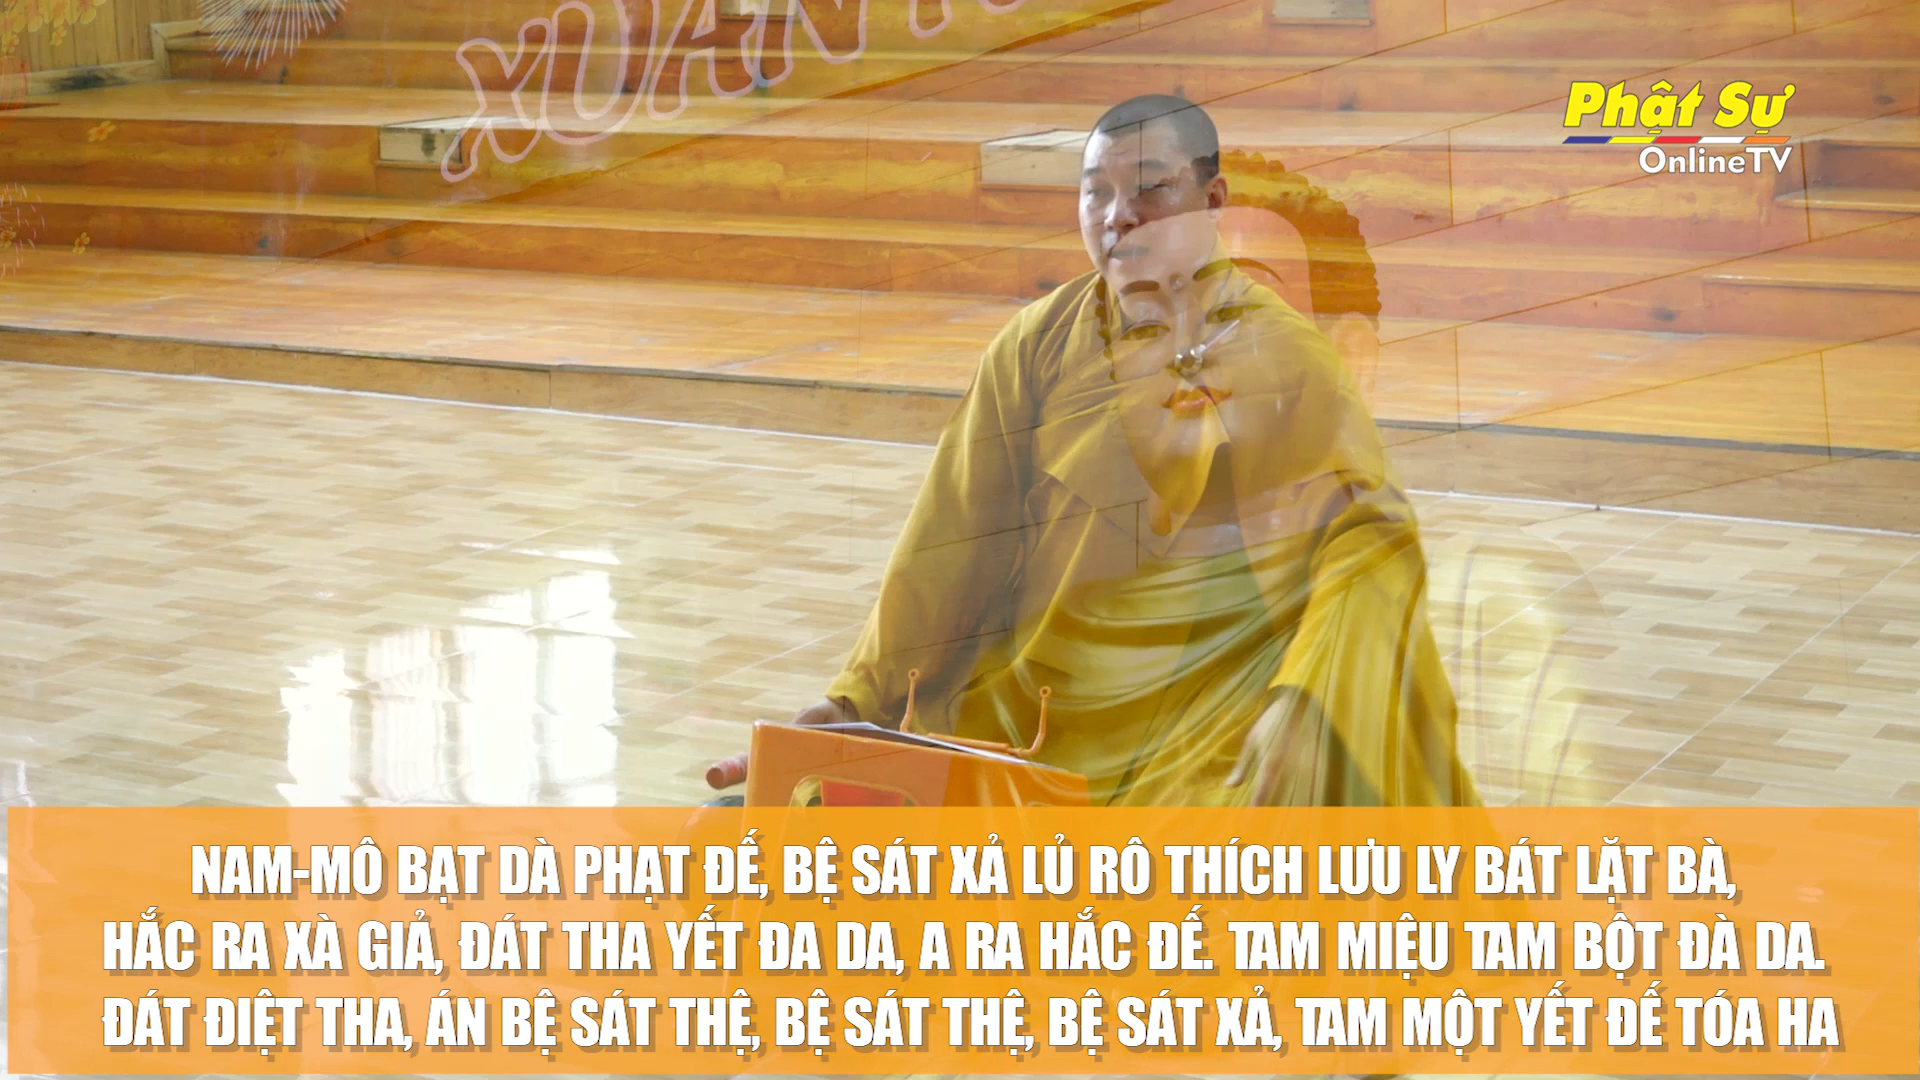 XUÂN
Phật Sự
OnlineTV
NAM-MÔ BẠT DÀ PHẠT ĐẾ, BỆ SÁT XẢ LỦ RÔ THÍCH LƯU LY BÁT LẶT BÀ,
HẮC RA XÀ GIẢ, ĐÁT THA YẾT ĐA DA, A RA HẮC ĐẾ. TAM MIỆU TAM BỘT ĐÀ DA.
ĐÁT ĐIỆT THA, ÁN BỆ SÁT THỆ, BỆ SÁT THỆ, BỆ SÁT XẢ, TAM MỘT YẾT ĐẾ TÓA HA